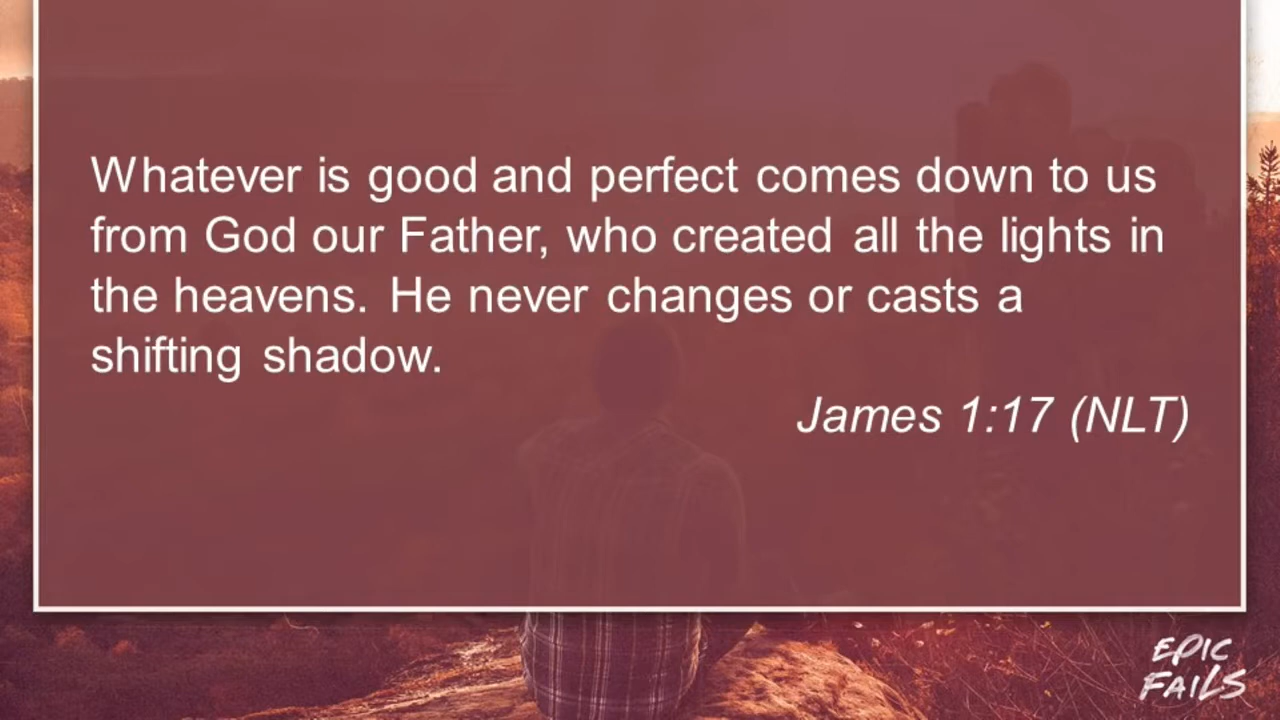 Whatever is good and perfect comes down to us
from God our Father, who created all the lights in
the heavens. He never changes or casts a
shifting shadow.
James 1:17 (NLT)
EPIC
FAILS